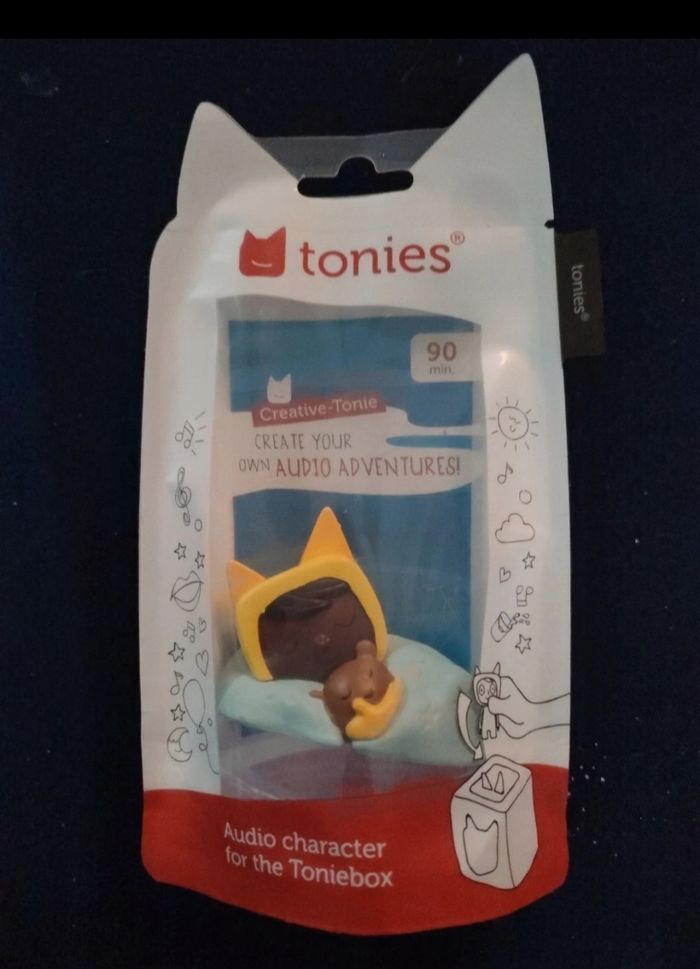 tonies®
tonies®
90
min.
Creative-Tonie
CREATE YOUR
OWN AUDIO ADVENTURES!
Audio character
for the Toniebox